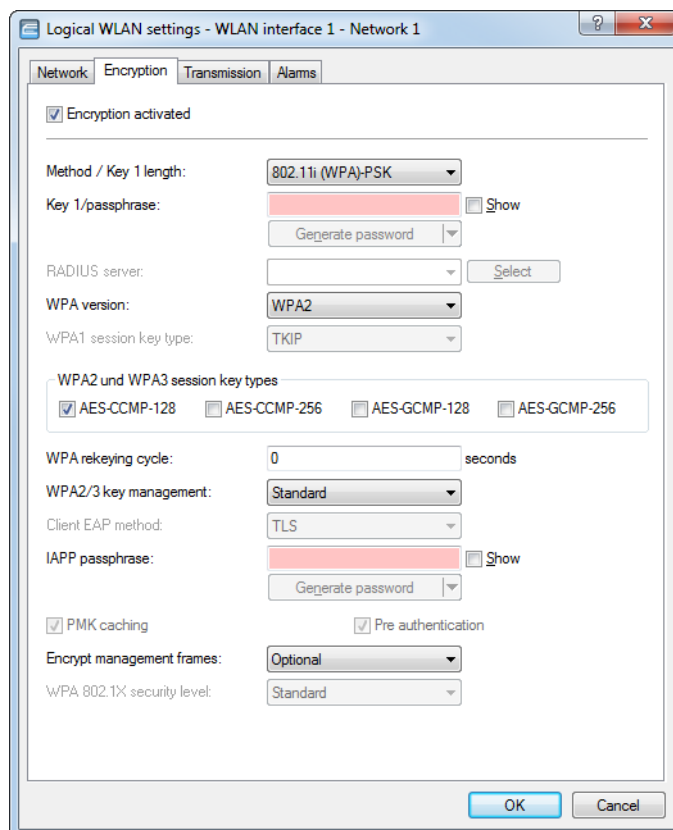 Logical WLAN settings - WLAN interface 1 - Network 1
?
Network Encryption Transmission Alarms
Encryption activated
Method / Key 1 length: 802.11i (WPA)-PSK
Key 1/passphrase: Show
Generate password
RADIUS server: Select
WPA version: WPA2
WPA1 session key type: TKIP
WPA2 und WPA3 session key types
AES-CCMP-128 AES-CCMP-256 AES-GCMP-128 AES-GCMP-256
WPA rekeying cycle: 0 seconds
WPA2/3 key management: Standard
Client EAP method: TLS
IAPP passphrase: Show
Generate password
PMK caching Pre authentication
Encrypt management frames: Optional
WPA 802.1X security level: Standard
OK Cancel